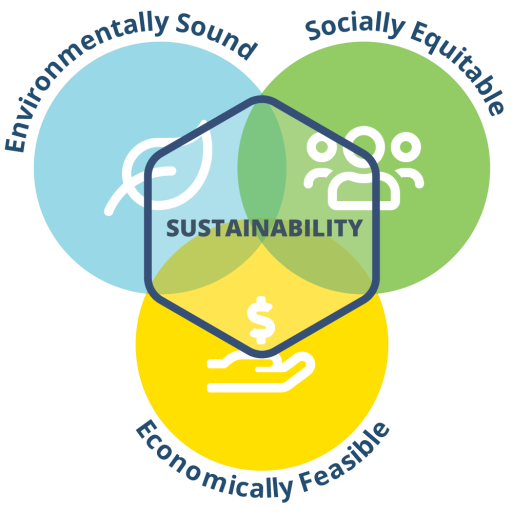 Environmentally Sound
Socially Equitable
$
SUSTAINABILITY
Economically Feasible